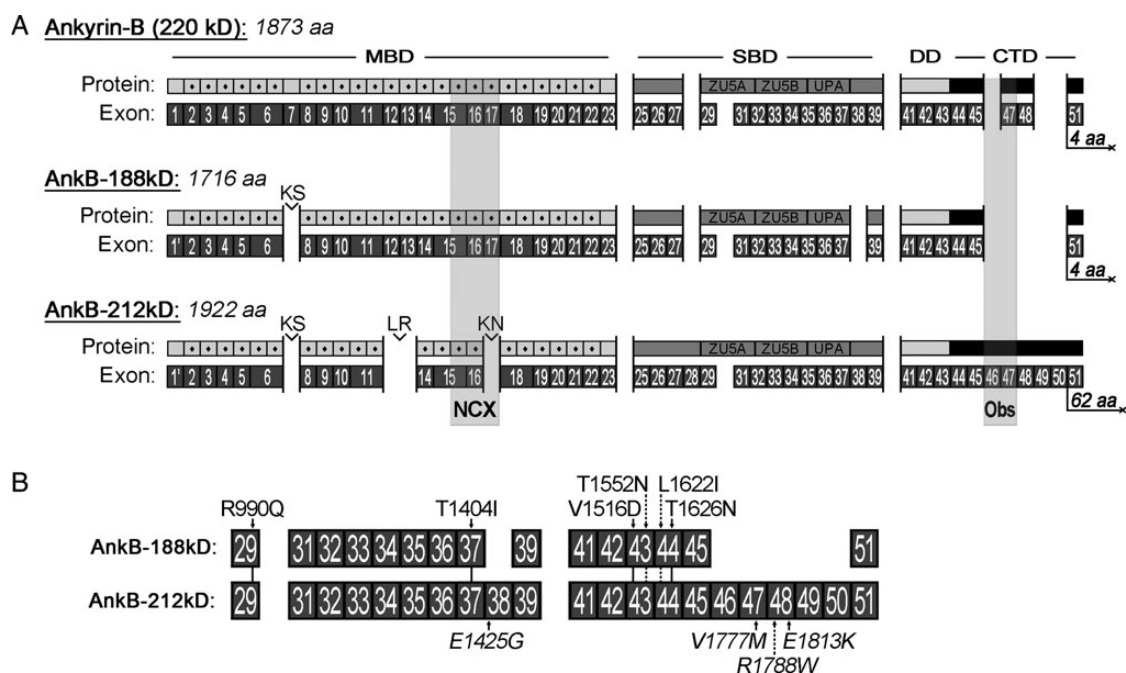 A Ankyrin-B (220 kD): 1873 aa
MBD SBD DD CTD
Protein: ZU5A ZU5B UPA
Exon: 1 2 3 4 5 6 7 8 9 10 11 12 13 14 15 16 17 18 19 20 21 22 23 25 26 27 29 31 32 33 34 35 36 37 38 39 41 42 43 44 45 47 48 51
4 aa
AnkB-188kD: 1716 aa
KS
Protein: ZU5A ZU5B UPA
Exon: 1' 2 3 4 5 6 8 9 10 11 12 13 14 15 16 17 18 19 20 21 22 23 25 26 27 29 31 32 33 34 35 36 37 39 41 42 43 44 45 51
4 aa
AnkB-212kD: 1922 aa
KS LR KN
Protein: ZU5A ZU5B UPA
Exon: 1' 2 3 4 5 6 8 9 10 11 14 15 16 18 19 20 21 22 23 25 26 27 28 29 31 32 33 34 35 36 37 38 39 41 42 43 44 45 46 47 48 49 50 51
NCX Obs 62 aa
B
T1552N L1622I
R990Q T1404I V1516D T1626N
AnkB-188kD: 29 31 32 33 34 35 36 37 39 41 42 43 44 45 51
AnkB-212kD: 29 31 32 33 34 35 36 37 38 39 41 42 43 44 45 46 47 48 49 50 51
E1425G V1777M E1813K
R1788W